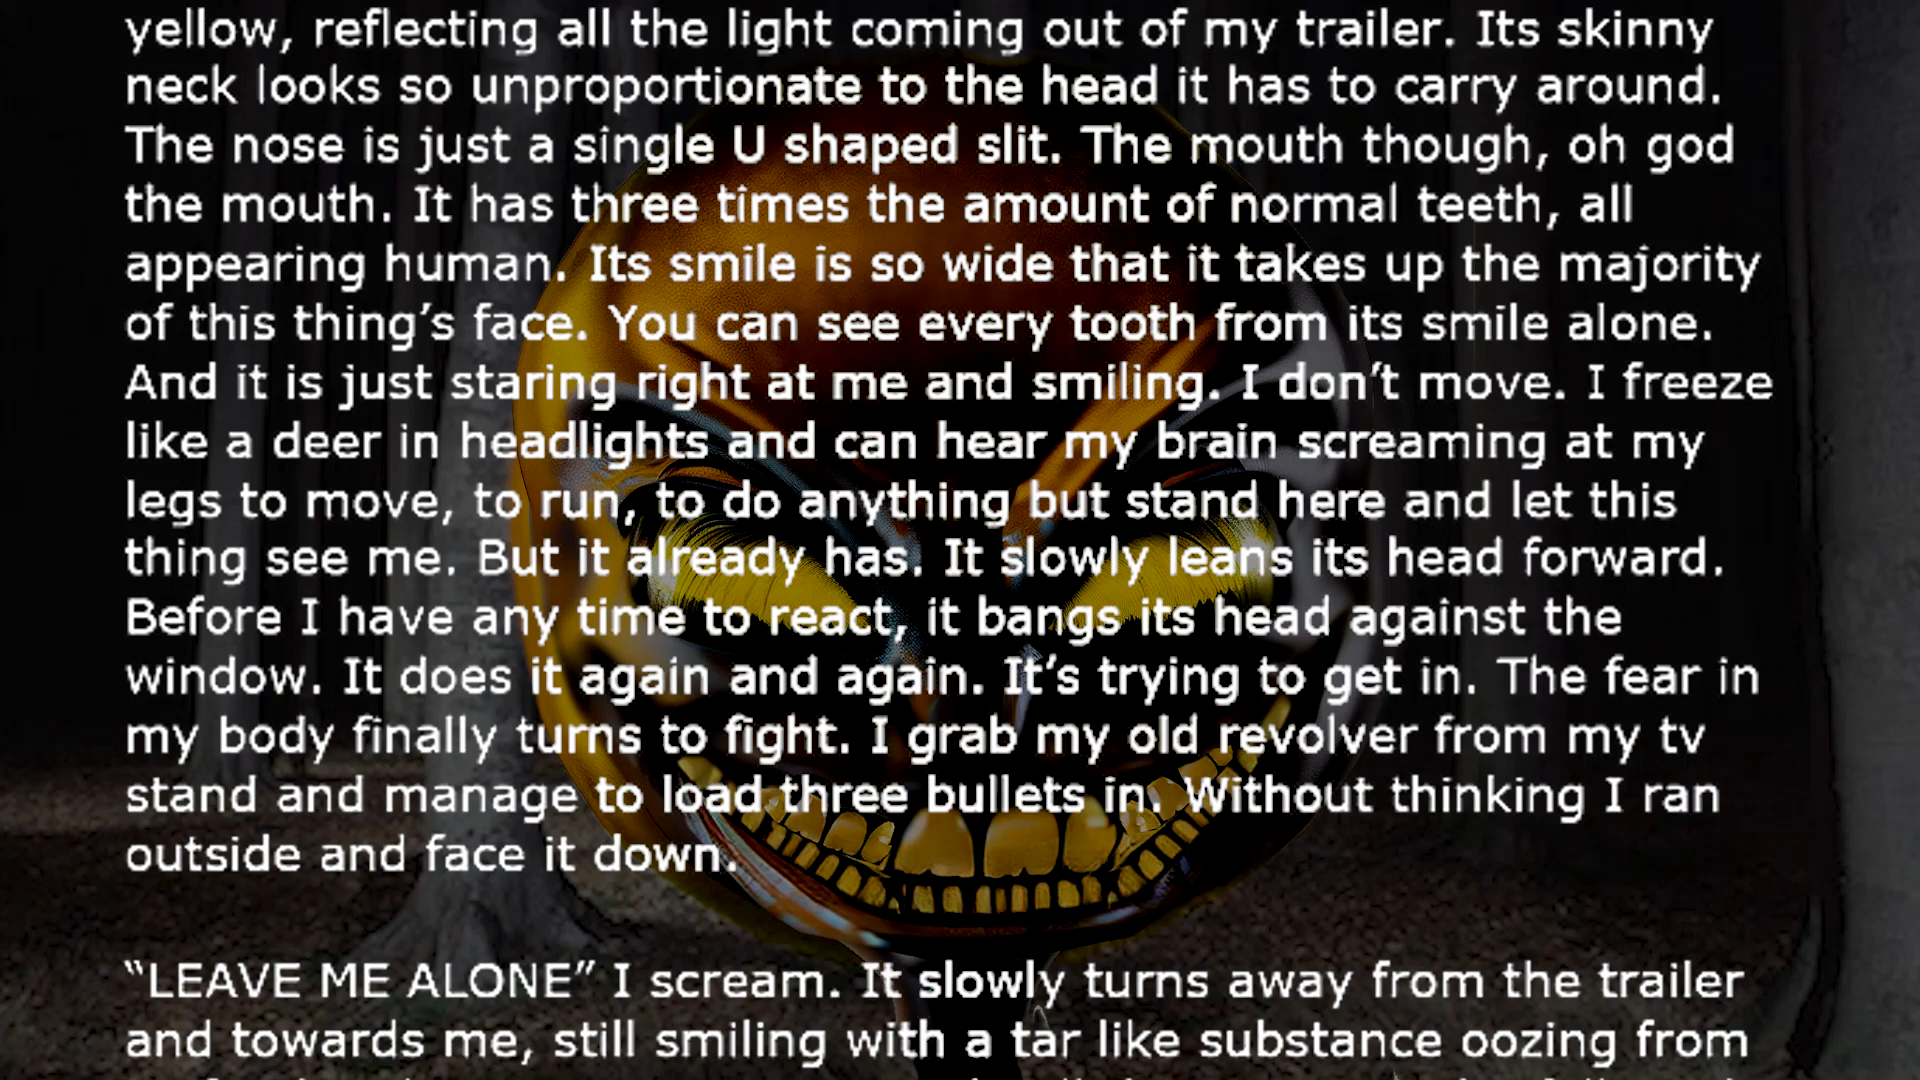 yellow, reflecting all the light coming out of my trailer. Its skinny
neck looks so unproportionate to the head it has to carry around.
The nose is just a single U shaped slit. The mouth though, oh god
the mouth. It has three times the amount of normal teeth, all
appearing human. Its smile is so wide that it takes up the majority
of this thing’s face. You can see every tooth from its smile alone.
And it is just staring right at me and smiling. I don’t move. I freeze
like a deer in headlights and can hear my brain screaming at my
legs to move, to run, to do anything but stand here and let this
thing see me. But it already has. It slowly leans its head forward.
Before I have any time to react, it bangs its head against the
window. It does it again and again. It’s trying to get in. The fear in
my body finally turns to fight. I grab my old revolver from my tv
stand and manage to load three bullets in. Without thinking I ran
outside and face it down.
“LEAVE ME ALONE” I scream. It slowly turns away from the trailer
and towards me, still smiling with a tar like substance oozing from